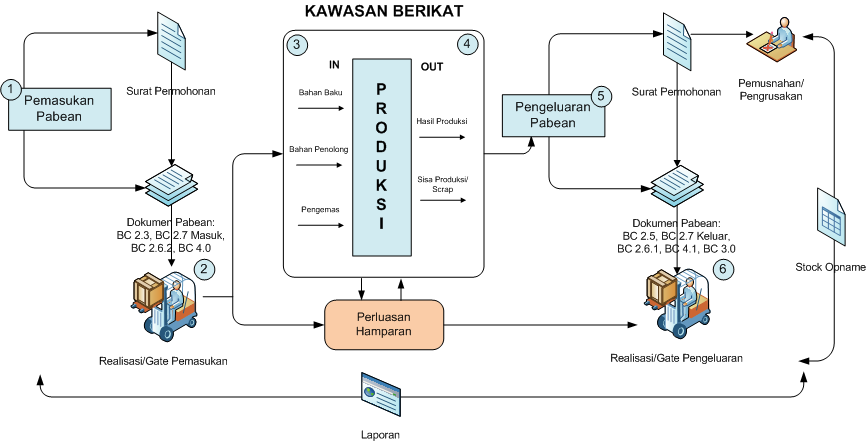 KAWASAN BERIKAT
1
Pemasukan
Pabean
Surat Permohonan
Dokumen Pabean:
BC 2.3, BC 2.7 Masuk,
BC 2.6.2, BC 4.0
2
Realisasi/Gate Pemasukan
3
4
IN
OUT
Bahan Baku
Bahan Penolong
Pengemas
P
R
O
D
U
K
S
I
Hasil Produksi
Sisa Produksi/
Scrap
Perluasan
Hamparan
5
Pengeluaran
Pabean
Surat Permohonan
Dokumen Pabean:
BC 2.5, BC 2.7 Keluar,
BC 2.6.1, BC 4.1, BC 3.0
6
Realisasi/Gate Pengeluaran
Pemusnahan/
Pengrusakan
Stock Opname
Laporan